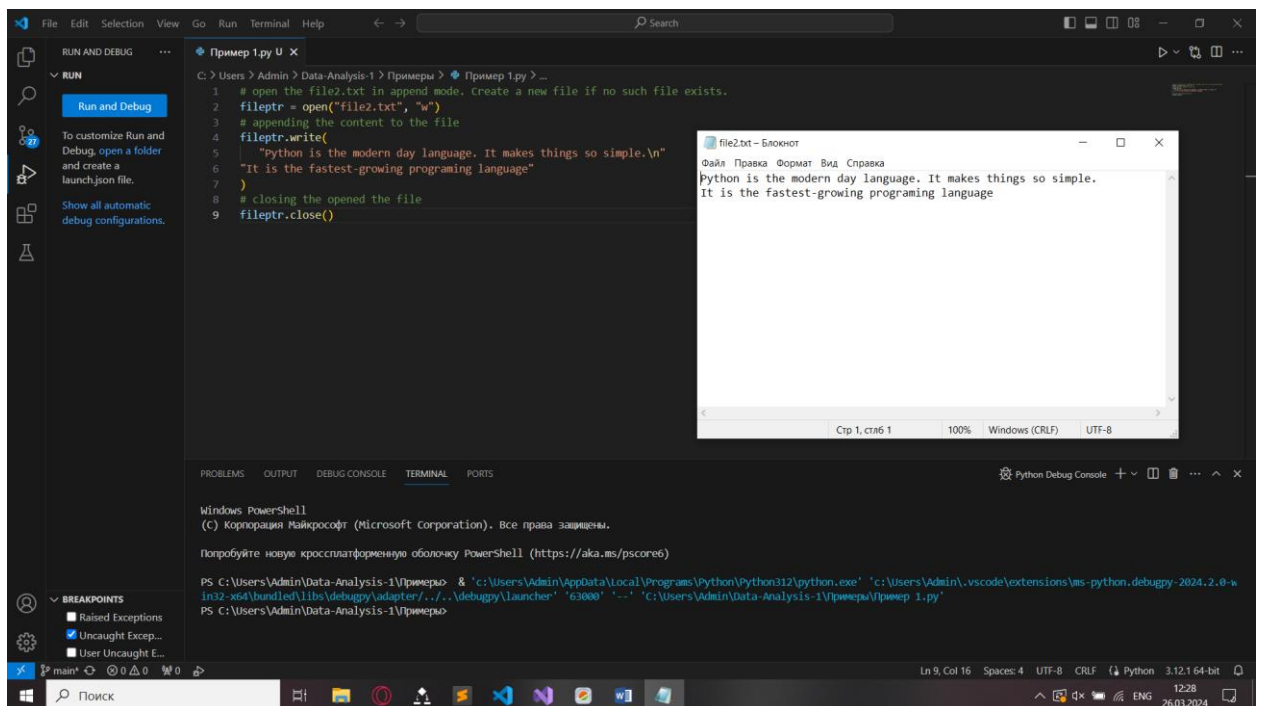 File Edit Selection View Go Run Terminal Help
Search
RUN AND DEBUG
Пример 1.py U
RUN
C: > Users > Admin > Data-Analysis-1 > Примеры > Пример 1.py > ...
Run and Debug
To customize Run and
Debug, open a folder
and create a
launch.json file.
Show all automatic
debug configurations.
27
1 # open the file2.txt in append mode. Create a new file if no such file exists.
2 fileptr = open("file2.txt", "w")
3 # appending the content to the file
4 fileptr.write(
5 "Python is the modern day language. It makes things so simple.\n"
6 "It is the fastest-growing programing language"
7 )
8 # closing the opened the file
9 fileptr.close()
file2.txt – Блокнот
Файл Правка Формат Вид Справка
Python is the modern day language. It makes things so simple.
It is the fastest-growing programing language
Стр 1, стлб 1 100% Windows (CRLF) UTF-8
PROBLEMS OUTPUT DEBUG CONSOLE TERMINAL PORTS
Python Debug Console
Windows PowerShell
(C) Корпорация Майкрософт (Microsoft Corporation). Все права защищены.
Попробуйте новую кроссплатформенную оболочку PowerShell (https://aka.ms/pscore6)
PS C:\Users\Admin\Data-Analysis-1\Примеры> & 'c:\Users\Admin\AppData\Local\Programs\Python\Python312\python.exe' 'c:\Users\Admin\.vscode\extensions\ms-python.debugpy-2024.2.0-w
in32-x64\bundled\libs\debugpy\adapter/../..\debugpy\launcher' '63000' '--' 'C:\Users\Admin\Data-Analysis-1\Примеры\Пример 1.py'
PS C:\Users\Admin\Data-Analysis-1\Примеры>
BREAKPOINTS
Raised Exceptions
Uncaught Excep...
User Uncaught E...
main* 0 0 0
Ln 9, Col 16 Spaces: 4 UTF-8 CRLF Python 3.12.1 64-bit
Поиск
ENG
12:28
26.03.2024